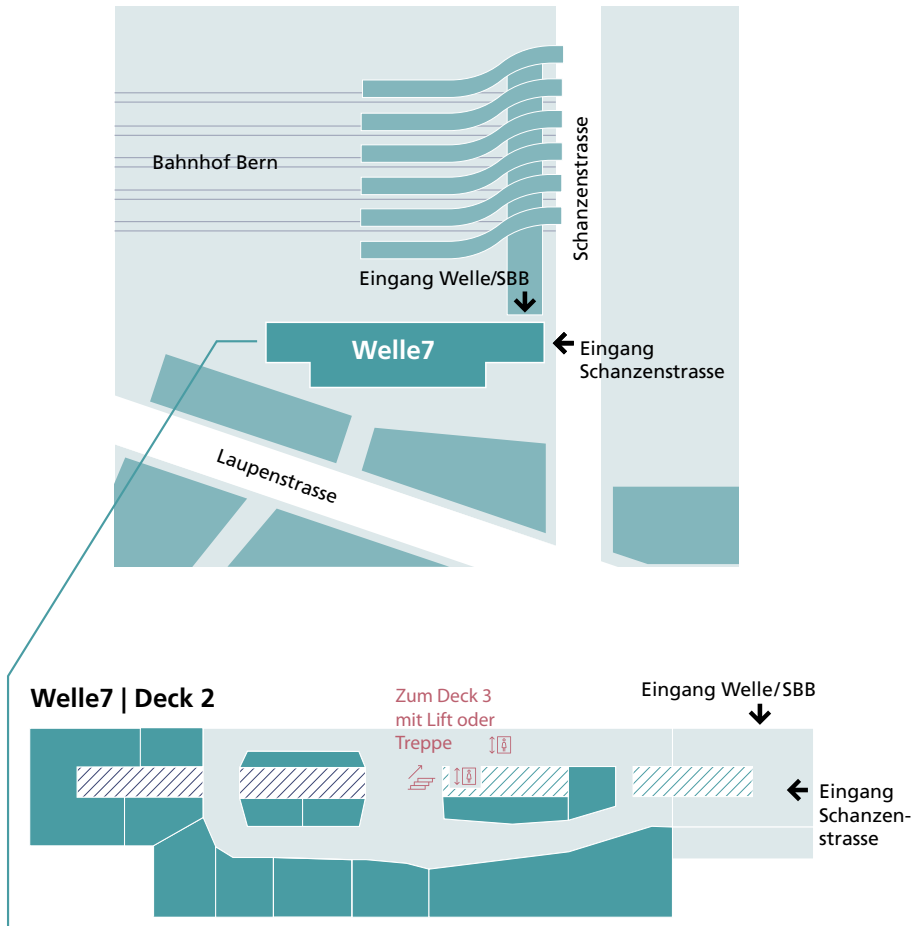 Bahnhof Bern
Schanzenstrasse
Eingang Welle/SBB
Welle7
Eingang
Schanzenstrasse
Laupenstrasse
Welle7 | Deck 2
Zum Deck 3
mit Lift oder
Treppe
Eingang Welle/SBB
Eingang
Schanzen-
strasse